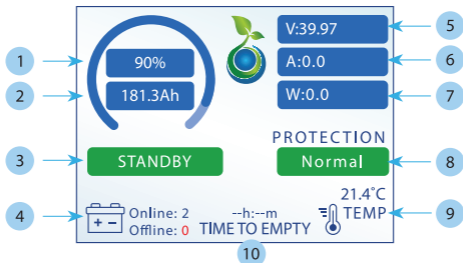 1
90%
2
181.3Ah
V:39.97
5
A:0.0
6
W:0.0
7
3
STANDBY
PROTECTION
Normal
8
4
+ -
Online: 2
Offline: 0
--h:--m
TIME TO EMPTY
10
21.4°C
TEMP
9